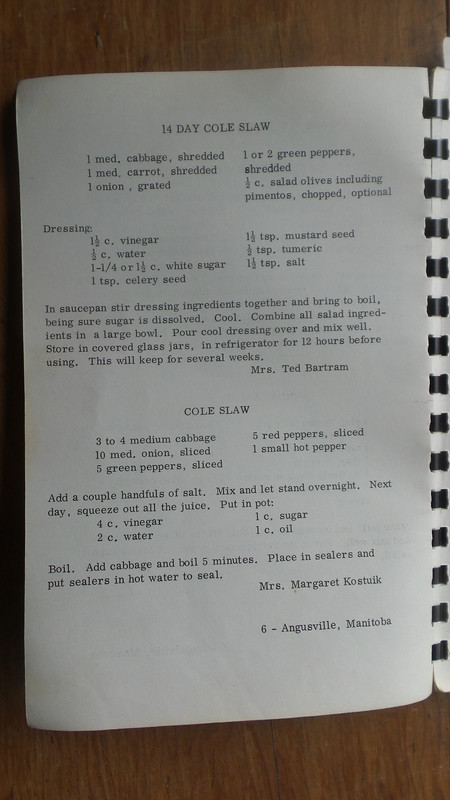 14 DAY COLE SLAW
1 med. cabbage, shredded
1 med. carrot, shredded
1 onion , grated
1 or 2 green peppers,
shredded
½ c. salad olives including
pimentos, chopped, optional
Dressing:
1½ c. vinegar
½ c. water
1-1/4 or 1½ c. white sugar
1 tsp. celery seed
1½ tsp. mustard seed
½ tsp. tumeric
1½ tsp. salt
In saucepan stir dressing ingredients together and bring to boil,
being sure sugar is dissolved. Cool. Combine all salad ingred-
ients in a large bowl. Pour cool dressing over and mix well.
Store in covered glass jars, in refrigerator for 12 hours before
using. This will keep for several weeks.
Mrs. Ted Bartram
COLE SLAW
3 to 4 medium cabbage
10 med. onion, sliced
5 green peppers, sliced
5 red peppers, sliced
1 small hot pepper
Add a couple handfuls of salt. Mix and let stand overnight. Next
day, squeeze out all the juice. Put in pot:
4 c. vinegar
2 c. water
1 c. sugar
1 c. oil
Boil. Add cabbage and boil 5 minutes. Place in sealers and
put sealers in hot water to seal.
Mrs. Margaret Kostuik
6 - Angusville, Manitoba